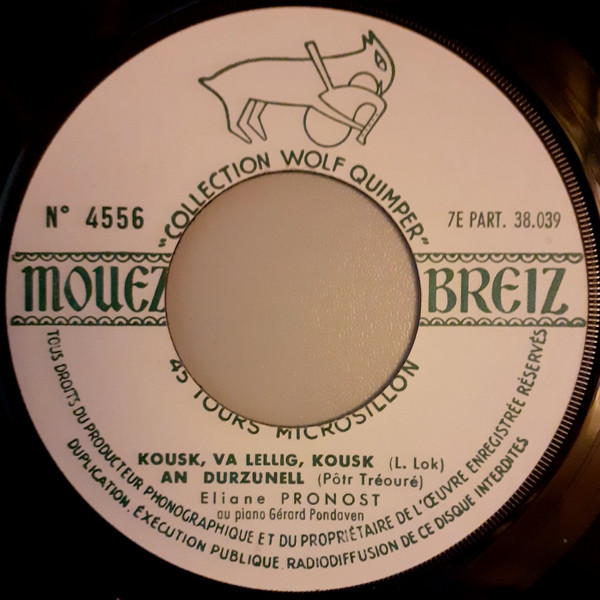 "COLLECTION WOLF QUIMPER"
N° 4556
7E PART. 38.039
MOUEZ BREIZ
45 TOURS MICROSILLON
KOUSK, VA LELLIG, KOUSK (L. Lok)
AN DURZUNELL (Pôtr Tréouré)
Eliane PRONOST
au piano Gérard Pondaven
TOUS DROITS DU PRODUCTEUR PHONOGRAPHIQUE ET DU PROPRIÉTAIRE DE L'ŒUVRE ENREGISTRÉE RÉSERVÉS
DUPLICATION, EXÉCUTION PUBLIQUE, RADIODIFFUSION DE CE DISQUE INTERDITES